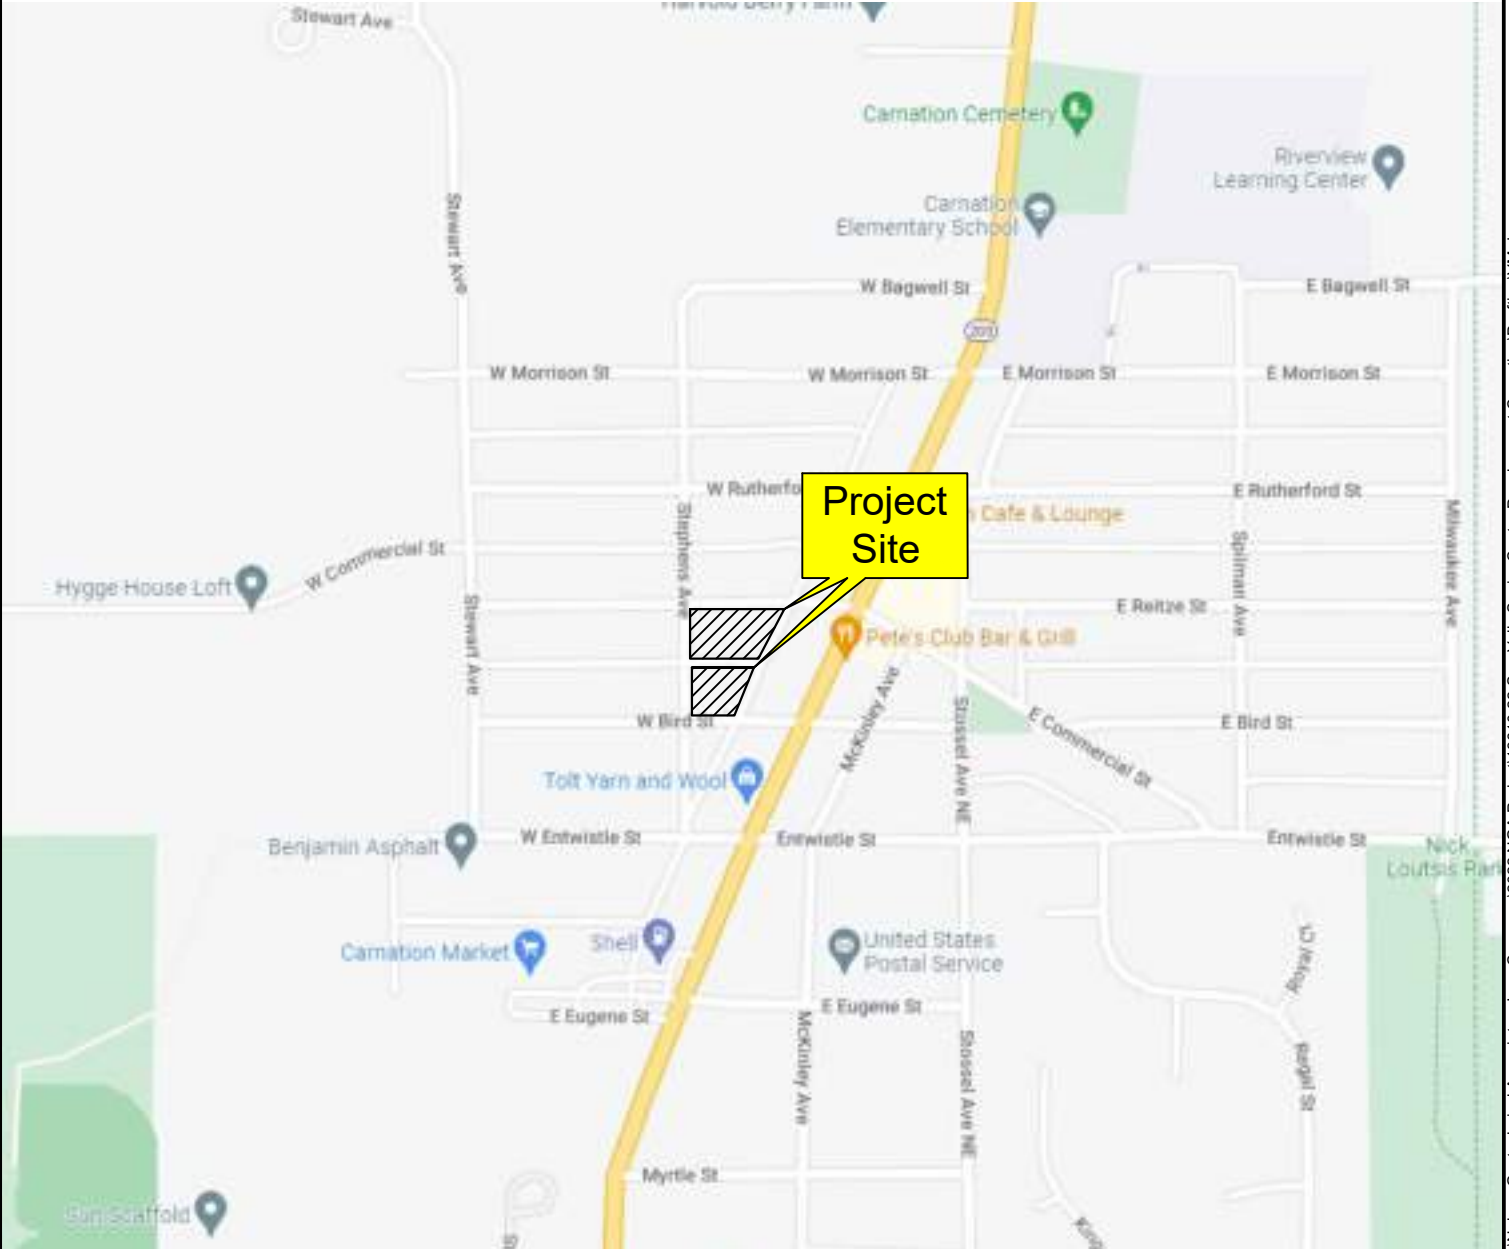 Stewart Ave
Harvold Berry Farm
Carnation Cemetery
Riverview
Learning Center
Carnation
Elementary School
Stewart Ave
W Bagwell St
E Bagwell St
203
W Morrison St
W Morrison St
E Morrison St
E Morrison St
W Rutherfo
Project
Site
E Rutherford St
Cafe & Lounge
Stephens Ave
Milwaukee Ave
Spilman Ave
W Commercial St
Hygge House Loft
Stewart Ave
E Reitze St
Pete's Club Bar & Grill
McKinley Ave
Stossel Ave NE
W Bird St
E Commercial St
E Bird St
Tolt Yarn and Wool
Benjamin Asphalt
W Entwistle St
Entwistle St
Entwistle St
Nick
Loutsis Park
Carnation Market
Shell
United States
Postal Service
Royal Ct
E Eugene St
E Eugene St
McKinley Ave
Stossel Ave NE
Regal St
Myrtle St
Sun Scaffold